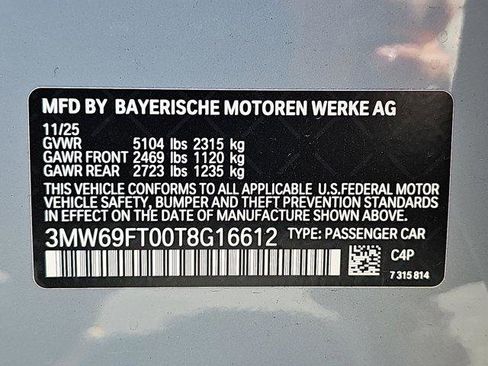 MFD BY BAYERISCHE MOTOREN WERKE AG
11/25
GVWR 5104 lbs 2315 kg
GAWR FRONT 2469 lbs 1120 kg
GAWR REAR 2723 lbs 1235 kg
THIS VEHICLE CONFORMS TO ALL APPLICABLE U.S.FEDERAL MOTOR
VEHICLE SAFETY, BUMPER, AND THEFT PREVENTION STANDARDS
IN EFFECT ON THE DATE OF MANUFACTURE SHOWN ABOVE.
3MW69FT00T8G16612 TYPE: PASSENGER CAR
C4P
7 315 814